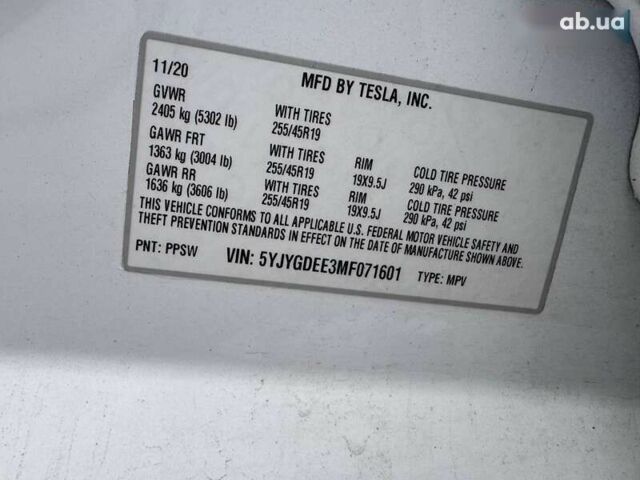 ab.ua
11/20 MFD BY TESLA, INC.
GVWR
2405 kg (5302 lb) WITH TIRES 255/45R19
GAWR FRT
1363 kg (3004 lb) WITH TIRES 255/45R19 RIM 19X9.5J COLD TIRE PRESSURE 290 kPa, 42 psi
GAWR RR
1636 kg (3606 lb) WITH TIRES 255/45R19 RIM 19X9.5J COLD TIRE PRESSURE 290 kPa, 42 psi
THIS VEHICLE CONFORMS TO ALL APPLICABLE U.S. FEDERAL MOTOR VEHICLE SAFETY AND
THEFT PREVENTION STANDARDS IN EFFECT ON THE DATE OF MANUFACTURE SHOWN ABOVE.
PNT: PPSW VIN: 5YJYGDEE3MF071601 TYPE: MPV